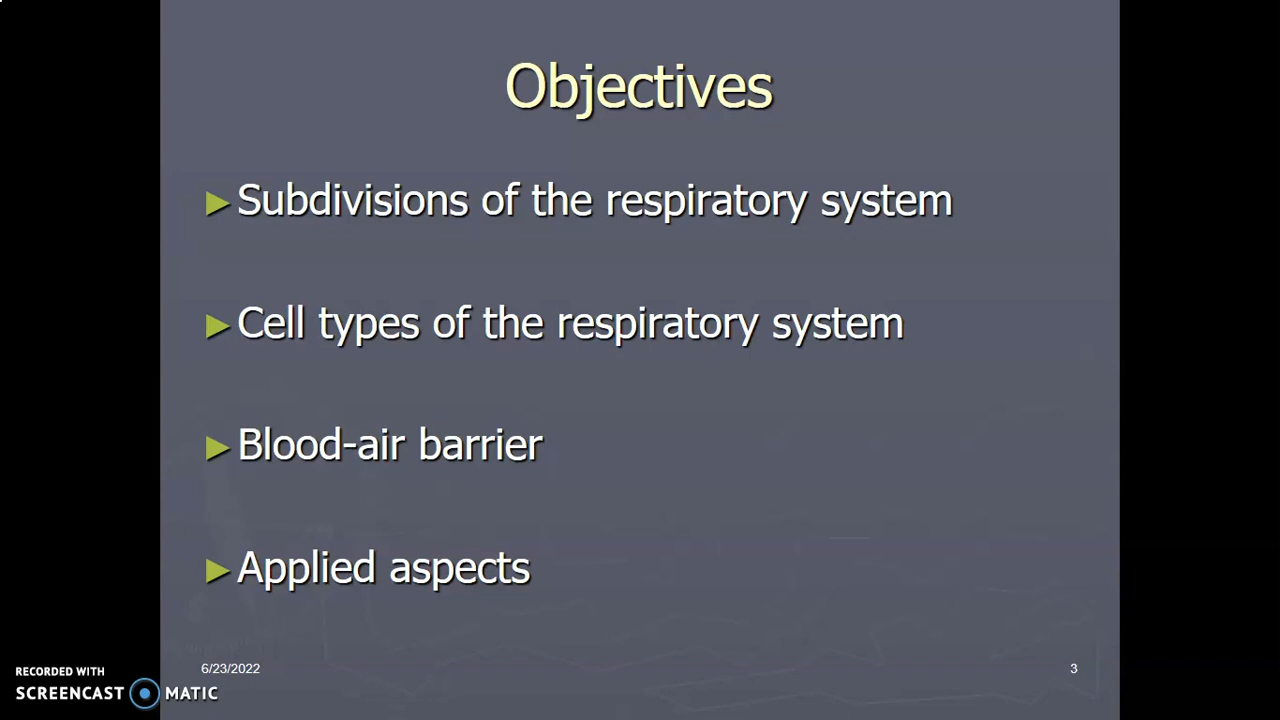 Objectives
Subdivisions of the respiratory system
Cell types of the respiratory system
Blood-air barrier
Applied aspects
6/23/2022
3
RECORDED WITH
SCREENCAST MATIC